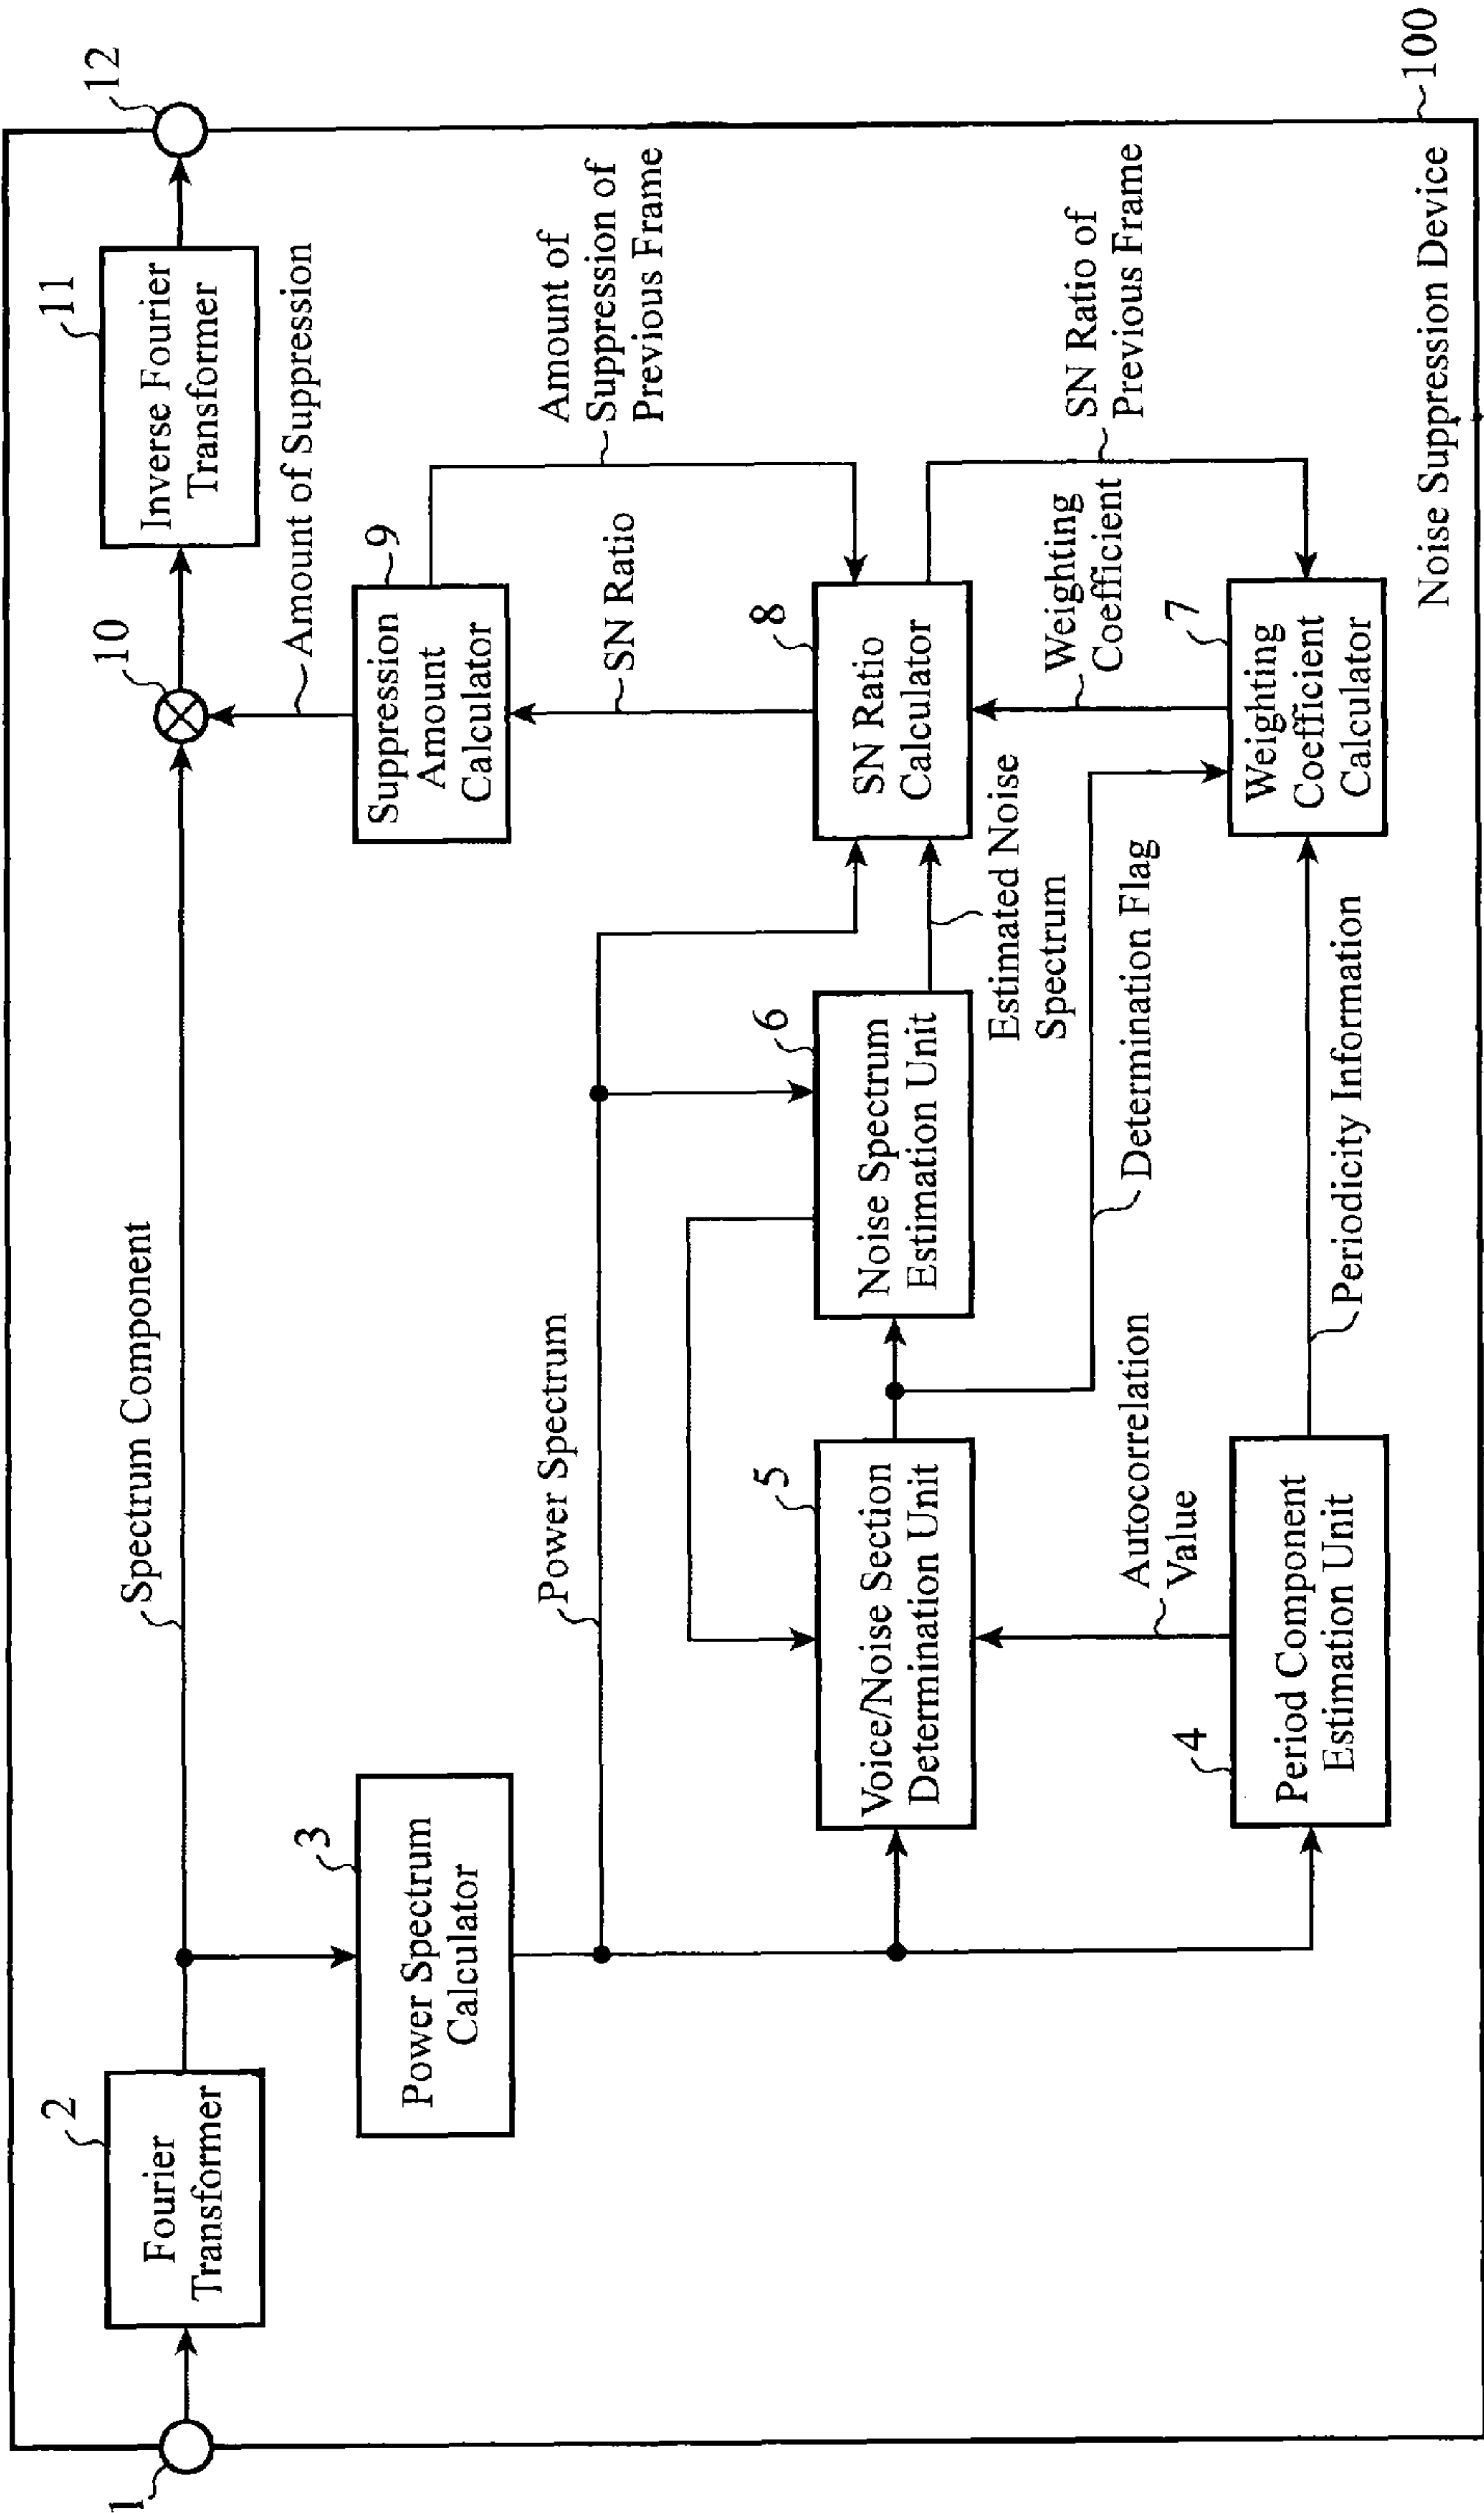 1
2
Fourier
Transformer
Spectrum Component
10
11
Inverse Fourier
Transformer
12
3
Power Spectrum
Calculator
9
Suppression
Amount
Calculator
Amount of Suppression
Power Spectrum
SN Ratio
Amount of
Suppression of
Previous Frame
5
Voice/Noise Section
Determination Unit
6
Noise Spectrum
Estimation Unit
8
SN Ratio
Calculator
Estimated Noise
Spectrum
Weighting
Coefficient
SN Ratio of
Previous Frame
Autocorrelation
Value
Determination Flag
4
Period Component
Estimation Unit
Periodicity Information
7
Weighting
Coefficient
Calculator
Noise Suppression Device
100